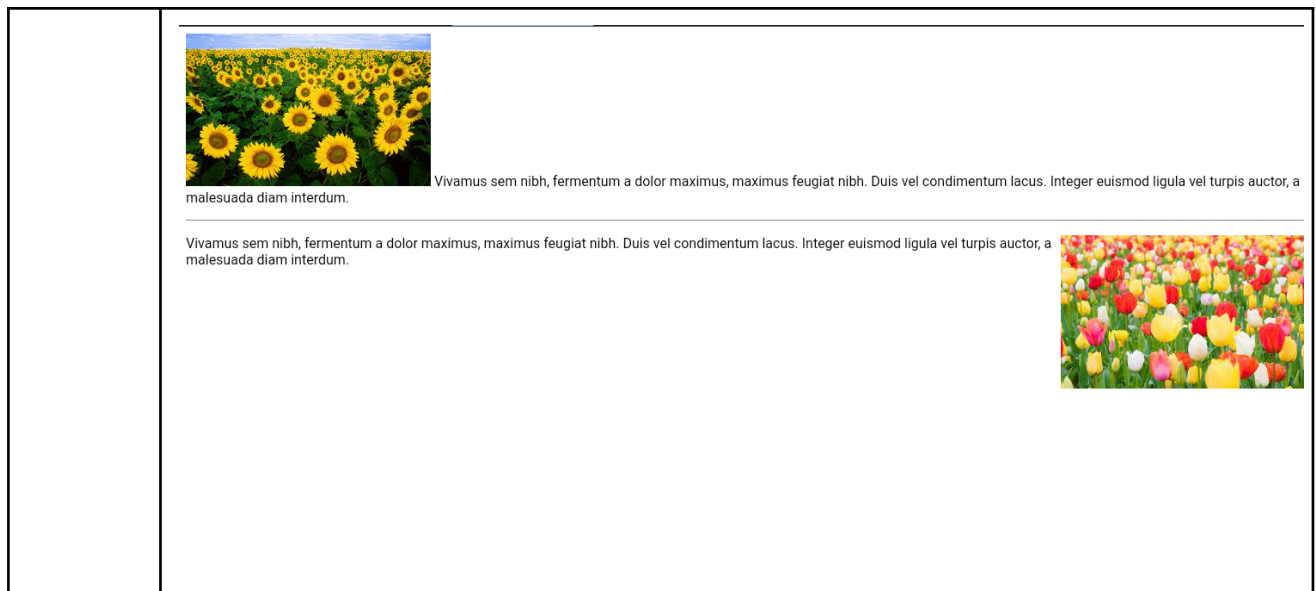 Vivamus sem nibh, fermentum a dolor maximus, maximus feugiat nibh. Duis vel condimentum lacus. Integer euismod ligula vel turpis auctor, a
malesuada diam interdum.
Vivamus sem nibh, fermentum a dolor maximus, maximus feugiat nibh. Duis vel condimentum lacus. Integer euismod ligula vel turpis auctor, a
malesuada diam interdum.